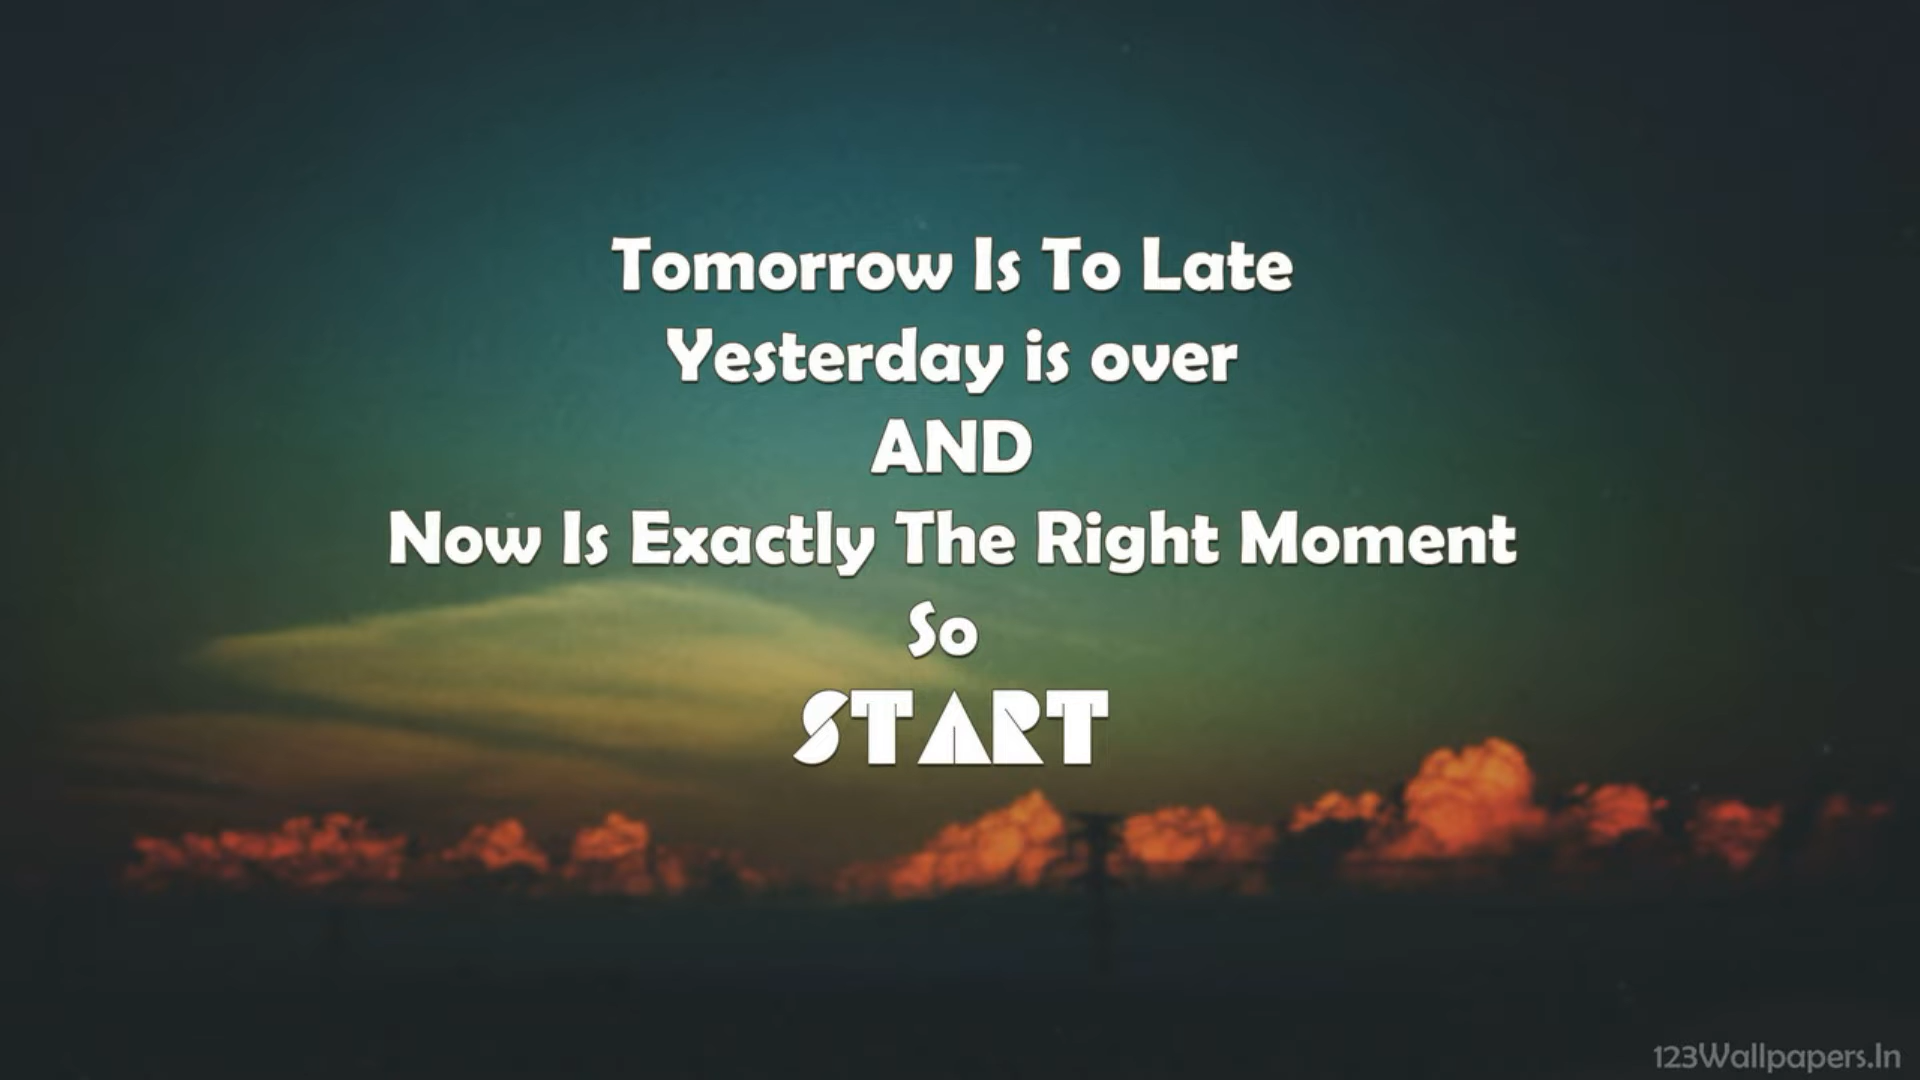 Tomorrow Is To Late
Yesterday is over
AND
Now Is Exactly The Right Moment
So
START
123Wallpapers.In